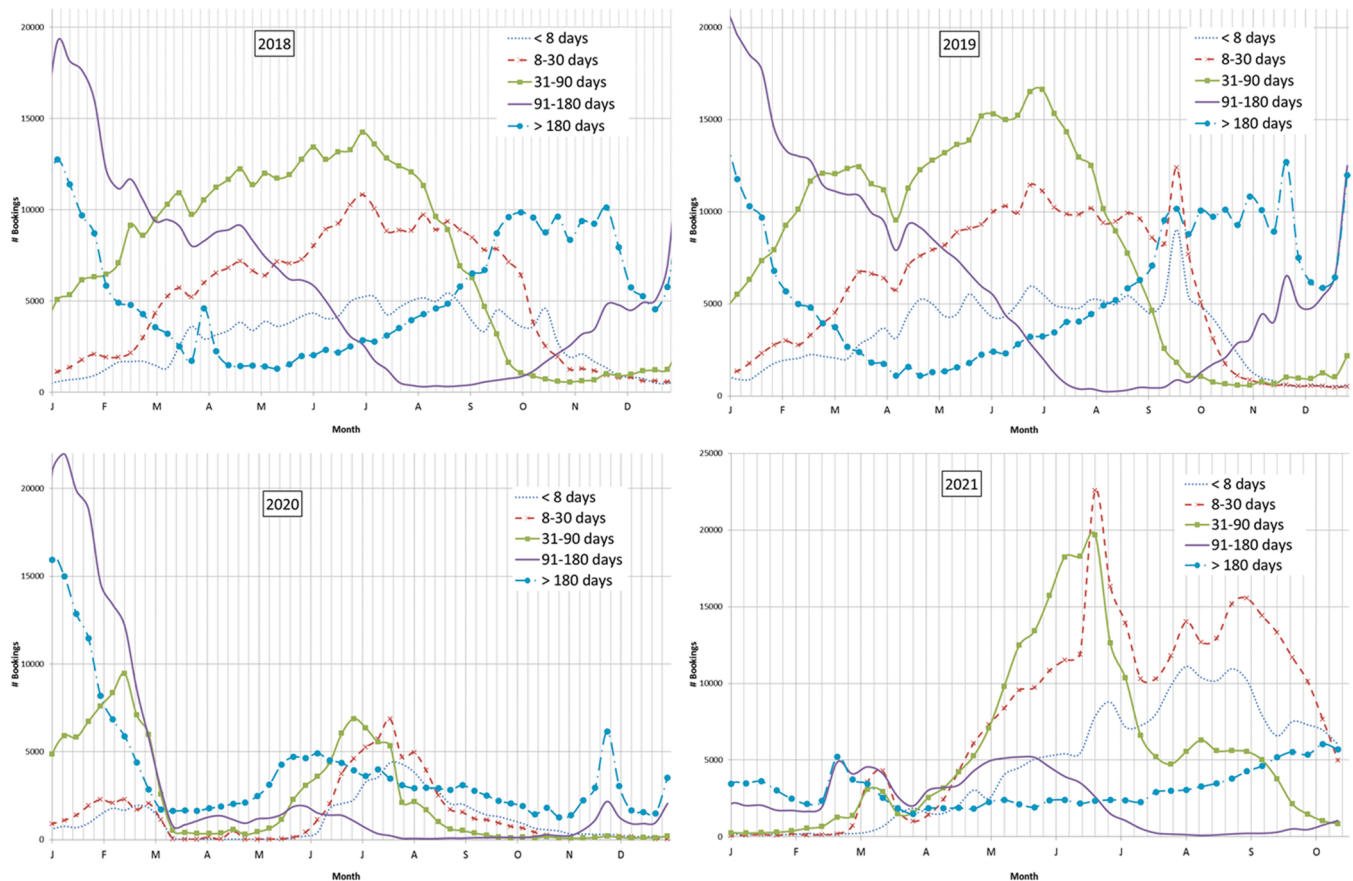 2018
< 8 days
8-30 days
31-90 days
91-180 days
> 180 days
20000
15000
10000
5000
0
# Bookings
J F M A M J J A S O N D
Month
2019
< 8 days
8-30 days
31-90 days
91-180 days
> 180 days
20000
15000
10000
5000
0
# Bookings
J F M A M J J A S O N D
Month
2020
< 8 days
8-30 days
31-90 days
91-180 days
> 180 days
20000
15000
10000
5000
0
# Bookings
J F M A M J J A S O N D
Month
2021
< 8 days
8-30 days
31-90 days
91-180 days
> 180 days
25000
20000
15000
10000
5000
0
# Bookings
J F M A M J J A S O
Month